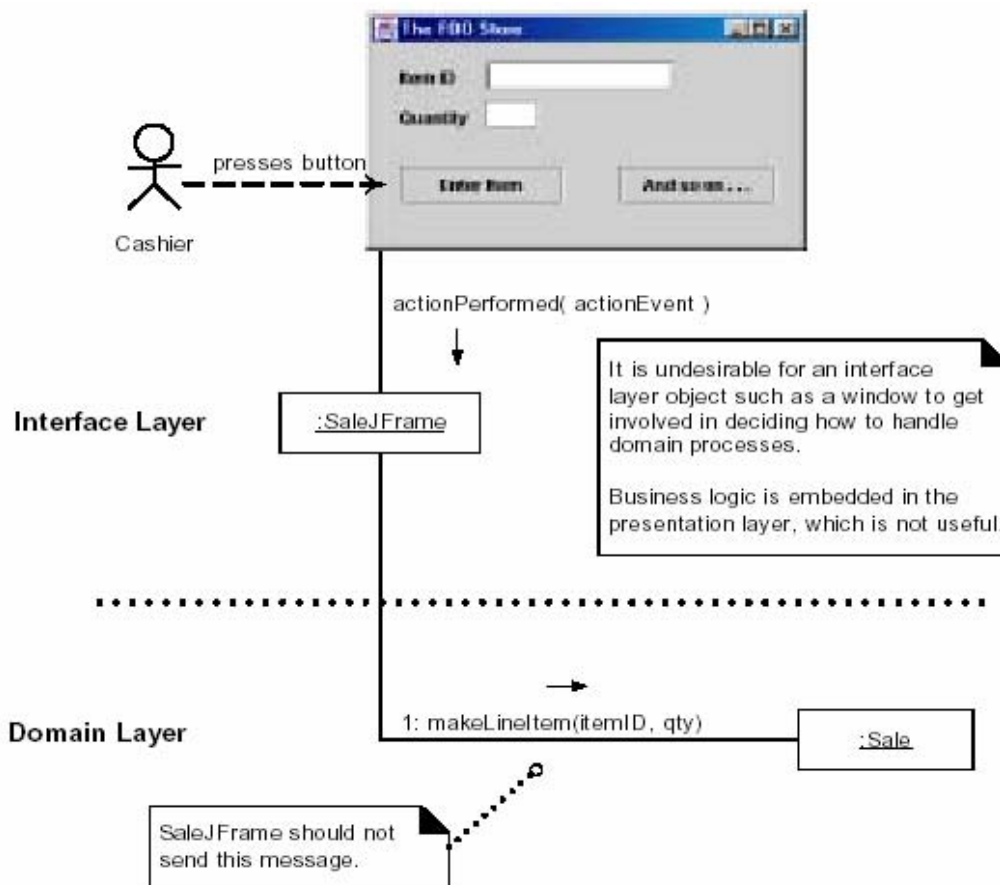 Item ID
Quantity
presses button
Enter Item
And so on . . .
Cashier
actionPerformed( actionEvent )
It is undesirable for an interface
layer object such as a window to get
involved in deciding how to handle
domain processes.
Business logic is embedded in the
presentation layer, which is not useful.
Interface Layer
:SaleJFrame
1: makeLineItem(itemID, qty)
Domain Layer
:Sale
SaleJFrame should not
send this message.